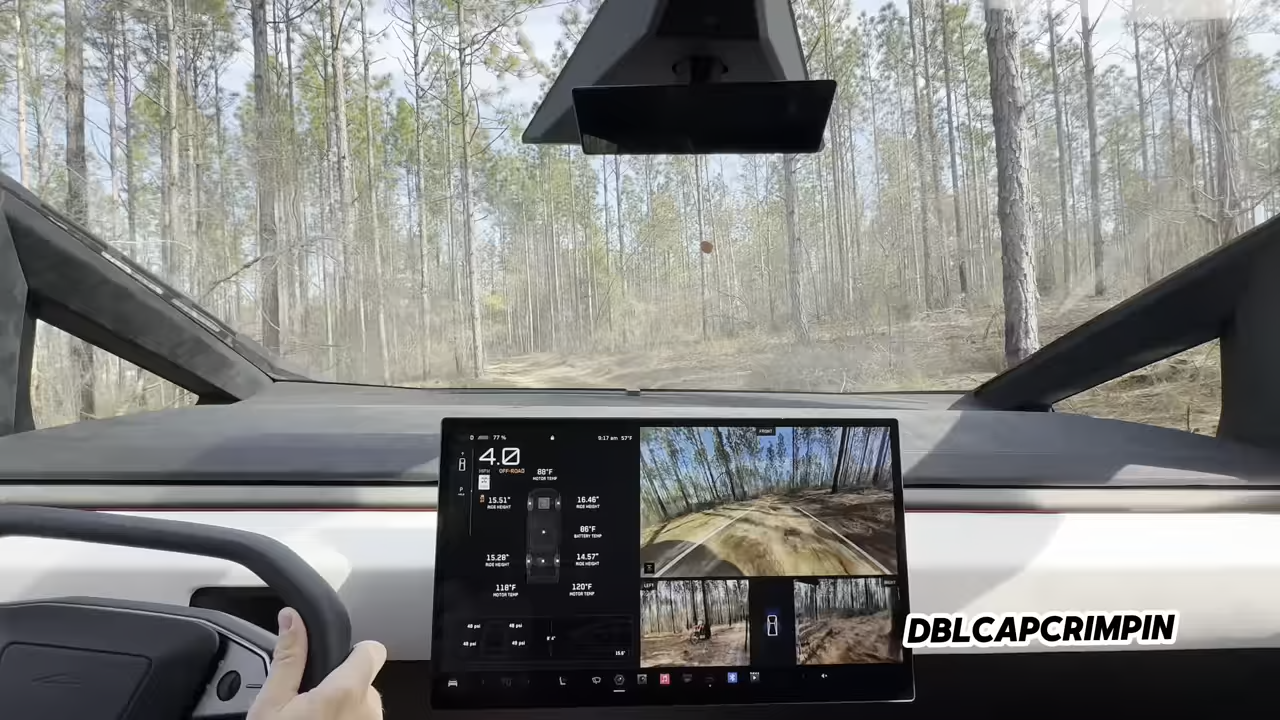 77 %
9:17 am 57°F
FRONT
4.0
MPH
OFF-ROAD
88°F
MOTOR TEMP
P
15.51"
RIDE HEIGHT
16.46"
RIDE HEIGHT
86°F
BATTERY TEMP
15.28"
RIDE HEIGHT
14.57"
RIDE HEIGHT
LEFT
RIGHT
118°F
MOTOR TEMP
120°F
MOTOR TEMP
DBLCAPCRIMPIN